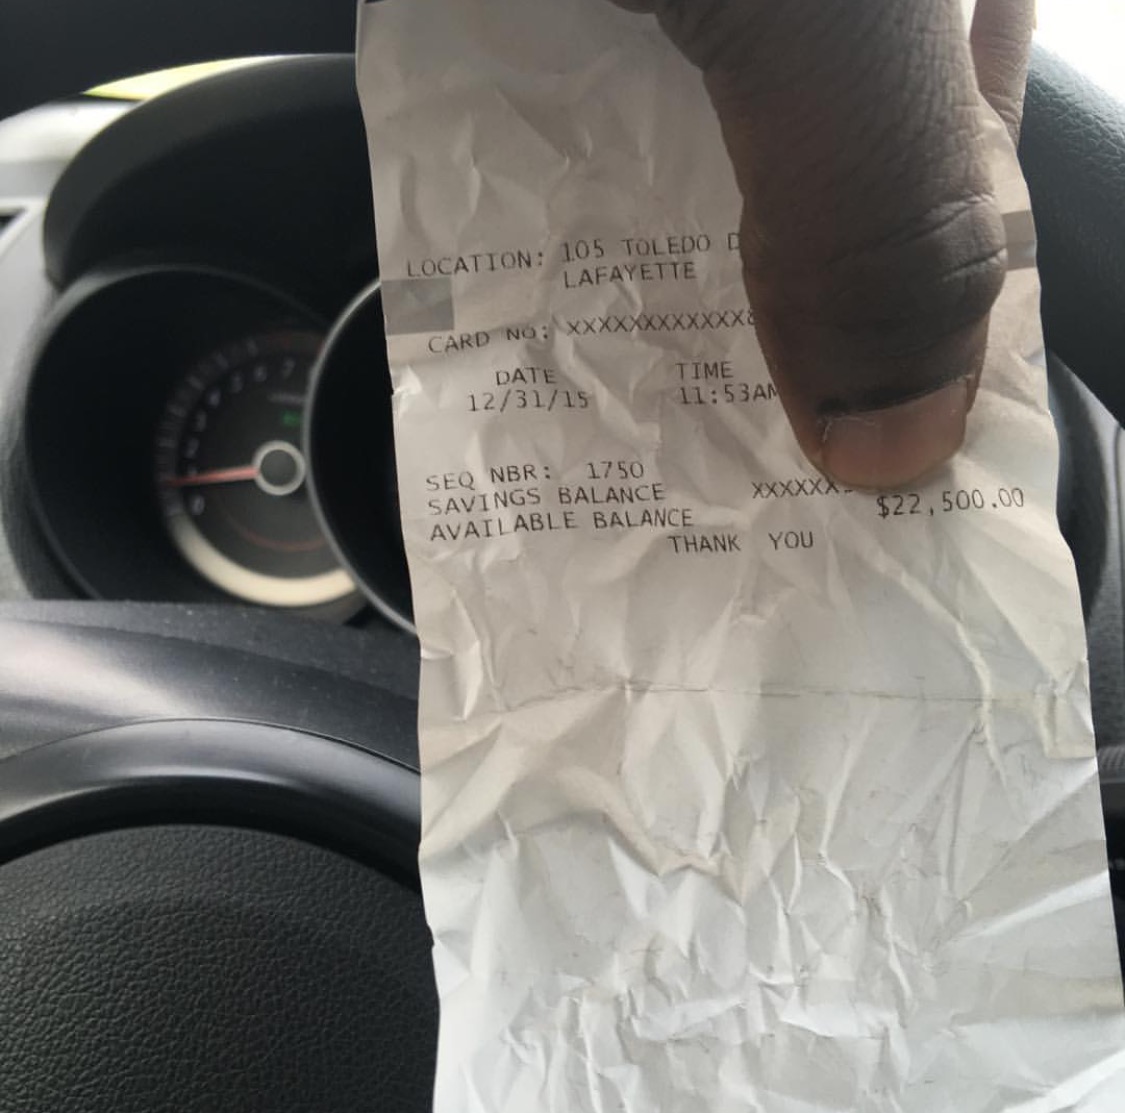 LOCATION: 105 TOLEDO D
LAFAYETTE
CARD NO: XXXXXXXXXXXX
DATE TIME
12/31/15 11:53AM
SEQ NBR: 1750
SAVINGS BALANCE XXXXXX-
AVAILABLE BALANCE $22,500.00
THANK YOU